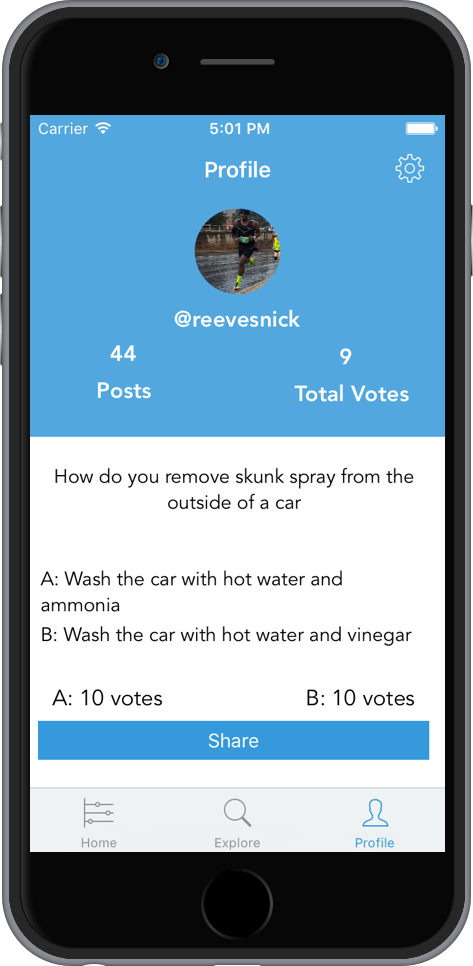 Carrier 5:01 PM
Profile
@reevesnick
44 9
Posts Total Votes
How do you remove skunk spray from the
outside of a car
A: Wash the car with hot water and
ammonia
B: Wash the car with hot water and vinegar
A: 10 votes B: 10 votes
Share
Home Explore Profile